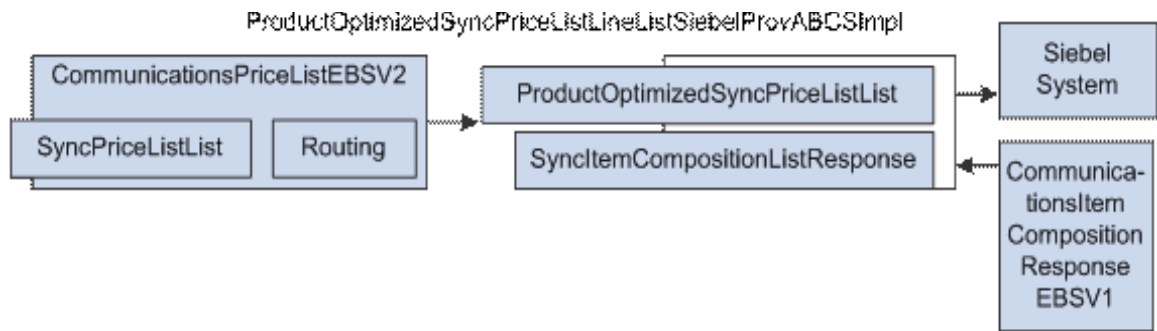 ProductOptimizedSyncPriceListLineListSiebelProvABCSImpl
CommunicationsPriceListEBSV2
SyncPriceListList
Routing
ProductOptimizedSyncPriceListList
SyncItemCompositionListResponse
Siebel
System
Communica-
tionsItem
Composition
Response
EBSV1